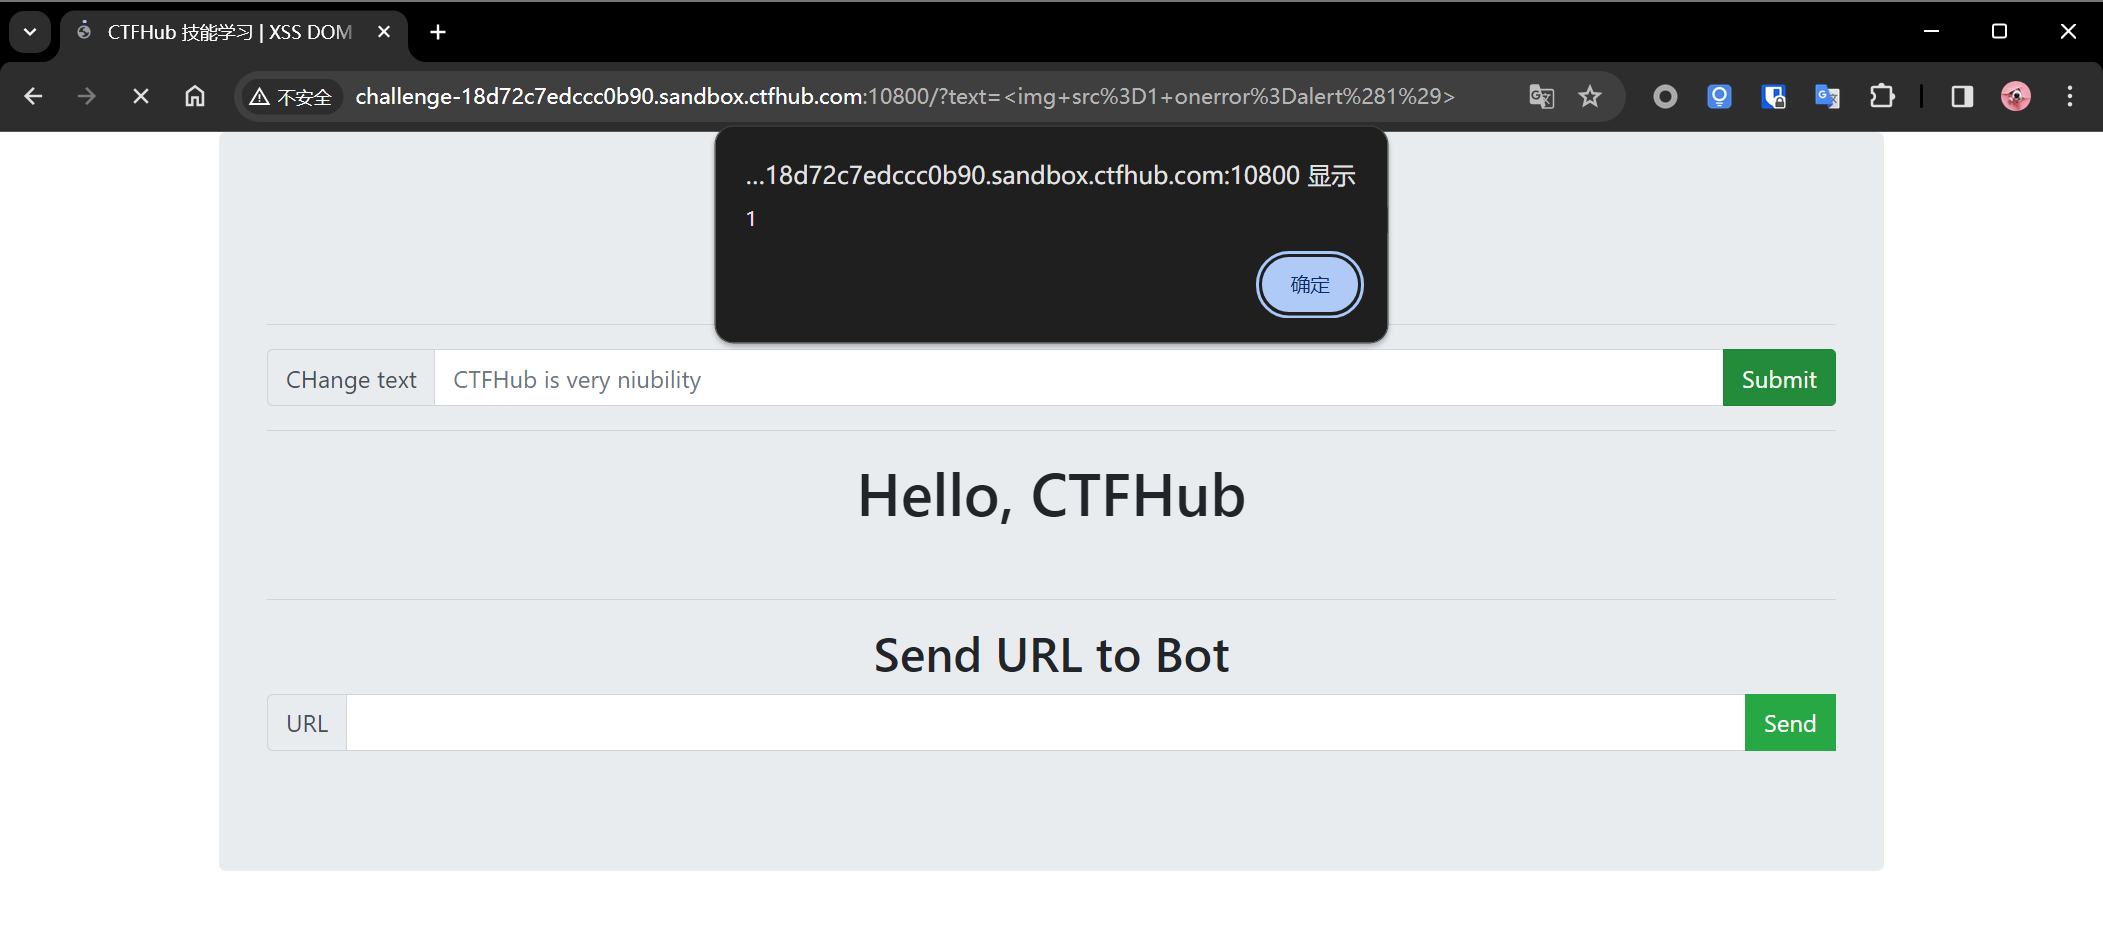 CTFHub 技能学习 | XSS DOM
不安全
challenge-18d72c7edccc0b90.sandbox.ctfhub.com:10800/?text=<img+src%3D1+onerror%3Dalert%281%29>
...18d72c7edccc0b90.sandbox.ctfhub.com:10800 显示
1
确定
CHange text
CTFHub is very niubility
Submit
Hello, CTFHub
Send URL to Bot
URL
Send